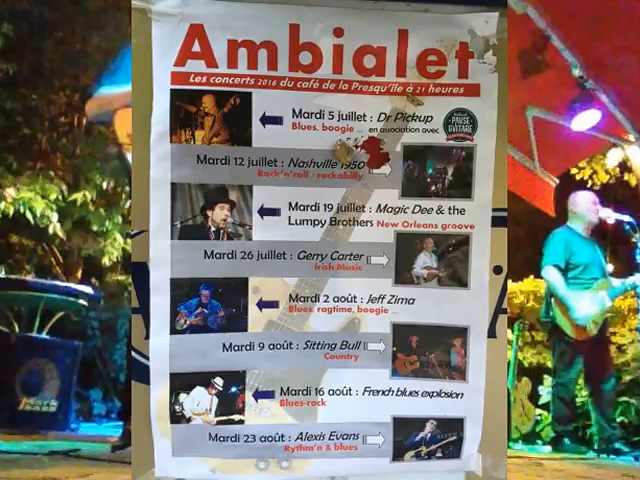 Ambialet
Les concerts 2016 du café de la Presqu'île à 21 heures
Mardi 5 juillet : Dr Pickup
Blues, boogie ... en association avec
PAUSE
GUITARE
Mardi 12 juillet : Nashville 1950
Rock'n'roll / rockabilly
Mardi 19 juillet : Magic Dee & the
Lumpy Brothers New Orleans groove
Mardi 26 juillet : Gerry Carter
Irish Music
Mardi 2 août : Jeff Zima
Blues, ragtime, boogie ...
Mardi 9 août : Sitting Bull
Country
Mardi 16 août : French blues explosion
Blues-rock
Mardi 23 août : Alexis Evans
Rythm'n & blues